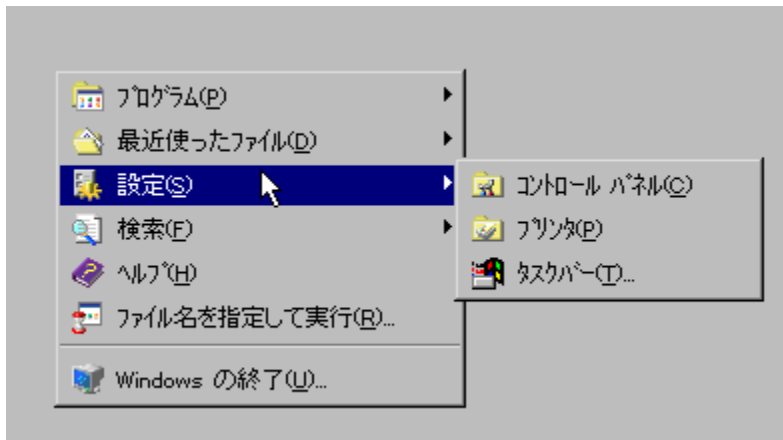 プログラム(P)
最近使ったファイル(D)
設定(S)
検索(F)
ヘルプ(H)
ファイル名を指定して実行(R)...
Windows の終了(U)...
コントロール パネル(C)
プリンタ(P)
タスクバー(T)...